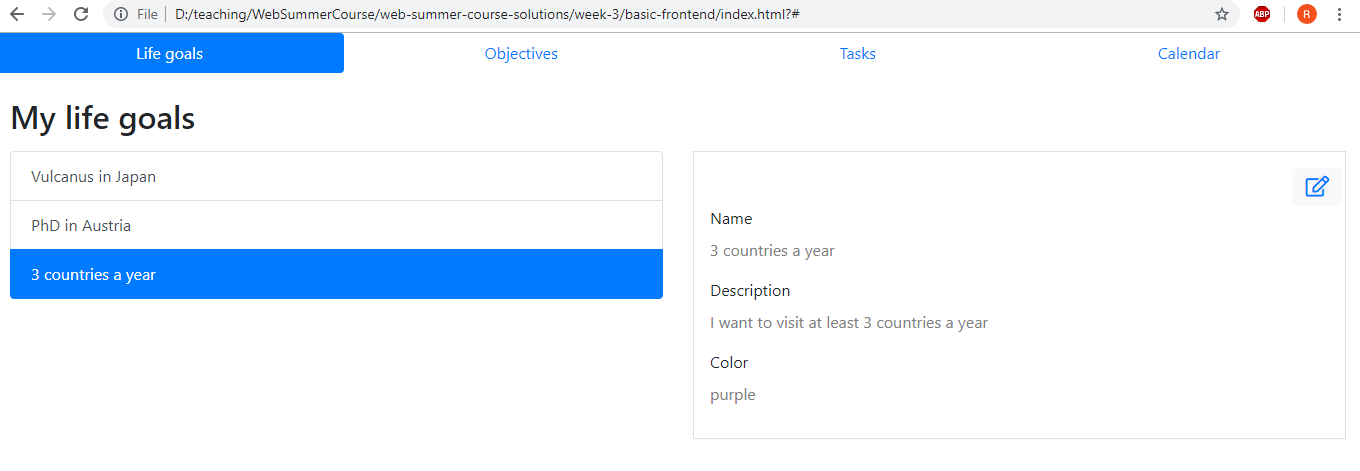 File D:/teaching/WebSummerCourse/web-summer-course-solutions/week-3/basic-frontend/index.html?# ABP R
Life goals Objectives Tasks Calendar
My life goals
Vulcanus in Japan
PhD in Austria
3 countries a year
Name
3 countries a year
Description
I want to visit at least 3 countries a year
Color
purple